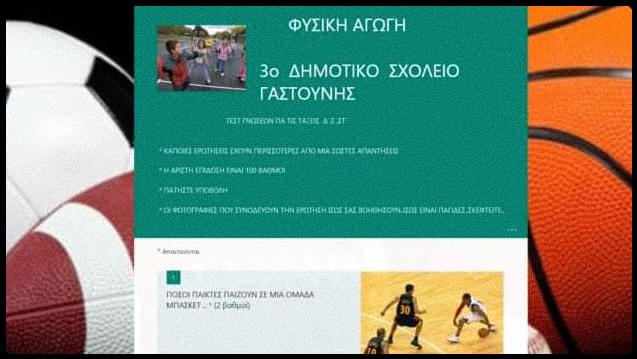 ΦΥΣΙΚΗ ΑΓΩΓΗ
3ο ΔΗΜΟΤΙΚΟ ΣΧΟΛΕΙΟ
ΓΑΣΤΟΥΝΗΣ
ΤΕΣΤ ΓΝΩΣΕΩΝ ΓΙΑ ΤΙΣ ΤΑΞΕΙΣ Δ΄,Ε΄,ΣΤ΄
* ΚΑΠΟΙΕΣ ΕΡΩΤΗΣΕΙΣ ΕΧΟΥΝ ΠΕΡΙΣΣΟΤΕΡΕΣ ΑΠΟ ΜΙΑ ΣΩΣΤΕΣ ΑΠΑΝΤΗΣΕΙΣ
* Η ΑΡΙΣΤΗ ΕΠΙΔΟΣΗ ΕΙΝΑΙ 100 ΒΑΘΜΟΙ
* ΠΑΤΗΣΤΕ ΥΠΟΒΟΛΗ
* ΟΙ ΦΩΤΟΓΡΑΦΙΕΣ ΠΟΥ ΣΥΝΟΔΕΥΟΥΝ ΤΗΝ ΕΡΩΤΗΣΗ ΙΣΩΣ ΣΑΣ ΒΟΗΘΗΣΟΥΝ..ΙΣΩΣ ΕΙΝΑΙ ΠΑΓΙΔΕΣ..ΣΚΕΦΤΕΙΤΕ..
...
* Απαιτούνται
ΠΟΣΟΙ ΠΑΙΚΤΕΣ ΠΑΙΖΟΥΝ ΣΕ ΜΙΑ ΟΜΑΔΑ
ΜΠΑΣΚΕΤ .. * (2 βαθμοί)
30